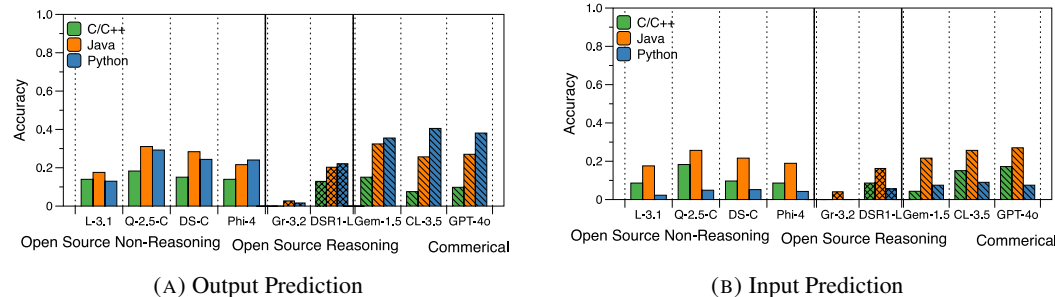 1.0
0.8
0.6
0.4
0.2
0
Accuracy
C/C++
Java
Python
L-3.1 Q-2.5-C DS-C Phi-4 Gr-3.2 DSR1-L Gem-1.5 CL-3.5 GPT-4o
Open Source Non-Reasoning Open Source Reasoning Commerical
(A) Output Prediction
1.0
0.8
0.6
0.4
0.2
0
Accuracy
C/C++
Java
Python
L-3.1 Q-2.5-C DS-C Phi-4 Gr-3.2 DSR1-L Gem-1.5 CL-3.5 GPT-4o
Open Source Non-Reasoning Open Source Reasoning Commerical
(B) Input Prediction